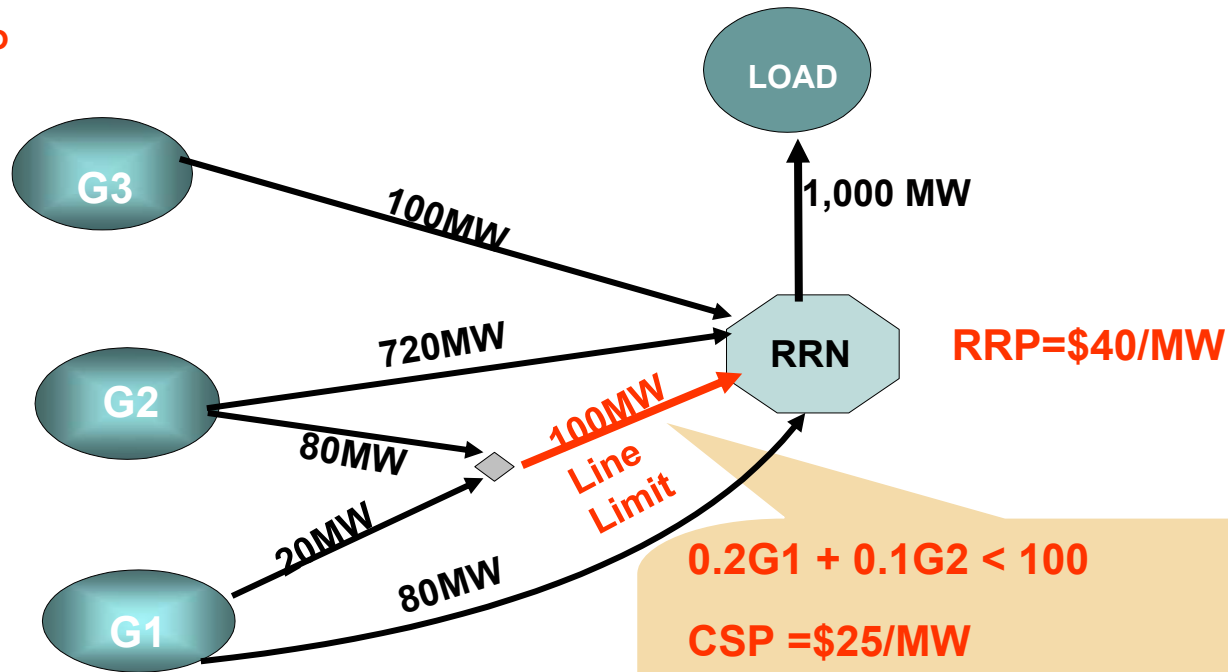 LOAD
G3
100MW
1,000 MW
720MW
RRN
RRP=$40/MW
G2
80MW
100MW
Line
Limit
20MW
80MW
G1
0.2G1 + 0.1G2 < 100
CSP =$25/MW